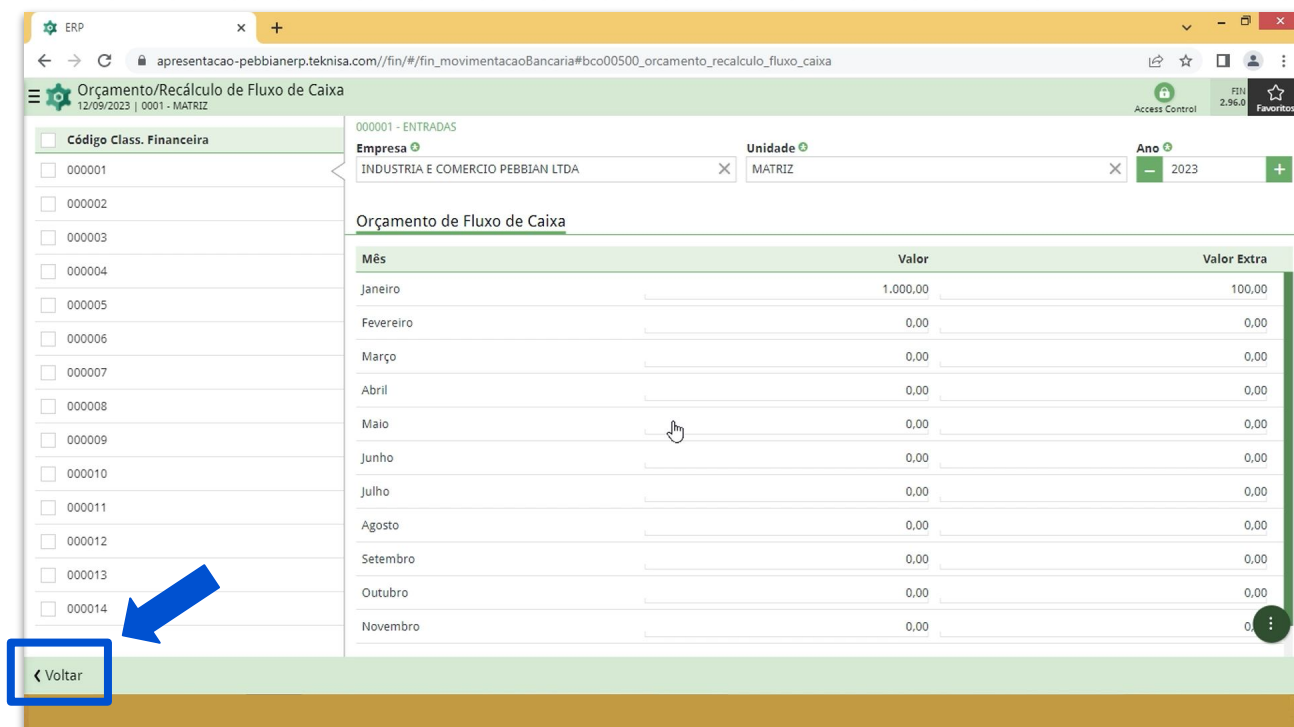 ERP
apresentacao-pebbianerp.teknisa.com//fin/#/fin_movimentacaoBancaria#bco00500_orcamento_recalculo_fluxo_caixa
Orçamento/Recálculo de Fluxo de Caixa
12/09/2023 | 0001 - MATRIZ
Access Control
FIN
2.96.0
Favoritos
Código Class. Financeira
000001
000002
000003
000004
000005
000006
000007
000008
000009
000010
000011
000012
000013
000014
000001 - ENTRADAS
Empresa Unidade Ano
INDUSTRIA E COMERCIO PEBBIAN LTDA MATRIZ 2023
Orçamento de Fluxo de Caixa
Mês Valor Valor Extra
Janeiro 1.000,00 100,00
Fevereiro 0,00 0,00
Março 0,00 0,00
Abril 0,00 0,00
Maio 0,00 0,00
Junho 0,00 0,00
Julho 0,00 0,00
Agosto 0,00 0,00
Setembro 0,00 0,00
Outubro 0,00 0,00
Novembro 0,00
Voltar